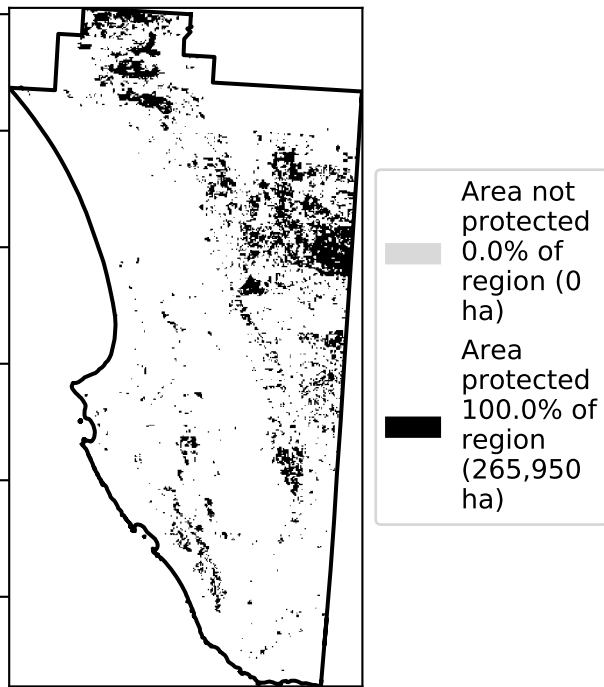 Area not
protected
0.0% of
region (0
ha)
Area
protected
100.0% of
region
(265,950
ha)